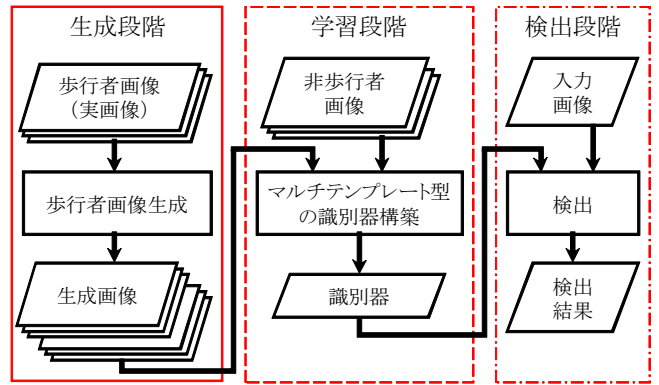 生成段階
歩行者画像
(実画像)
歩行者画像生成
生成画像
学習段階
非歩行者
画像
マルチテンプレート型
の識別器構築
識別器
検出段階
入力
画像
検出
検出
結果